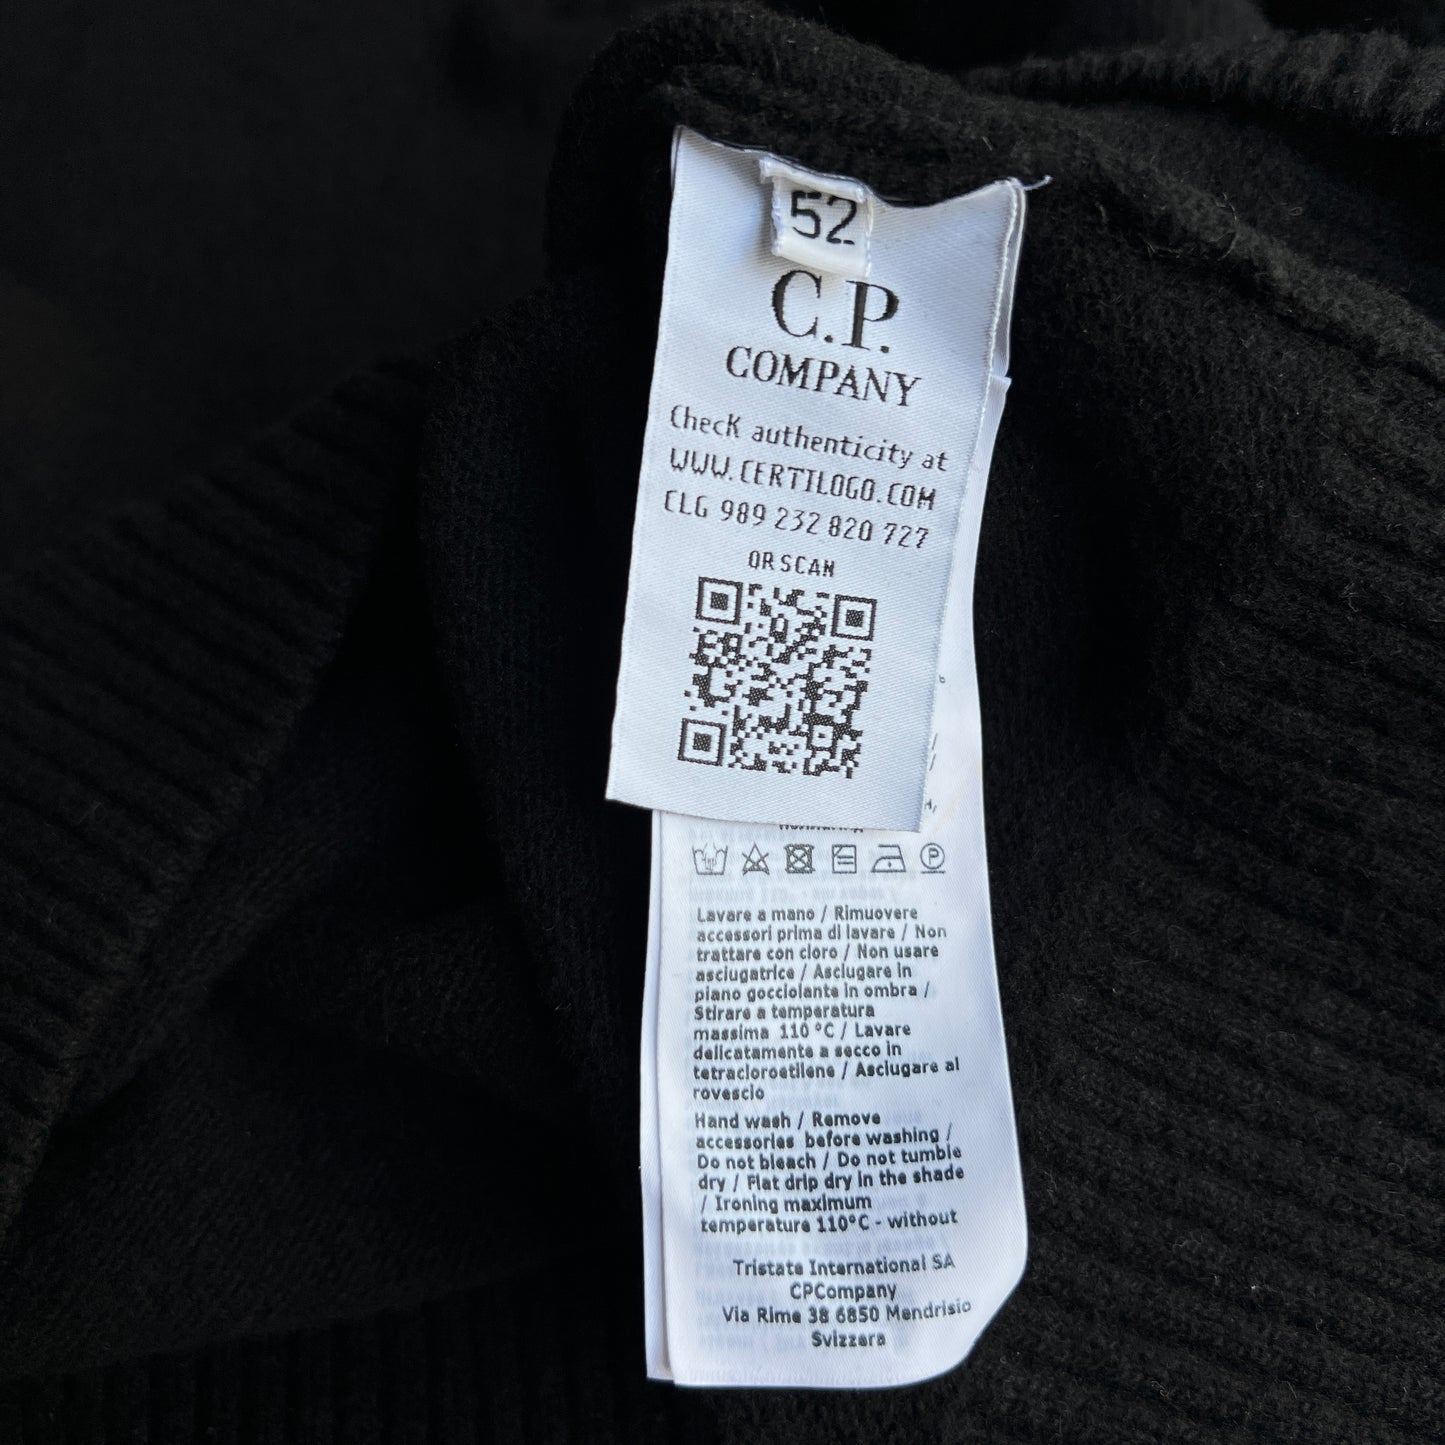 52
C.P.
COMPANY
Check authenticity at
WWW.CERTILOGO.COM
CLG 989 232 820 727
OR SCAN
Lavare a mano / Rimuovere
accessori prima di lavare / Non
trattare con cloro / Non usare
asciugatrice / Asciugare in
piano gocciolante in ombra /
Stirare a temperatura
massima 110 °C / Lavare
delicatamente a secco in
tetracloroetilene / Asciugare al
rovescio
Hand wash / Remove
accessories before washing /
Do not bleach / Do not tumble
dry / Flat drip dry in the shade
/ Ironing maximum
temperature 110°C - without
Tristate International SA
CPCompany
Via Rime 38 6850 Mendrisio
Svizzera